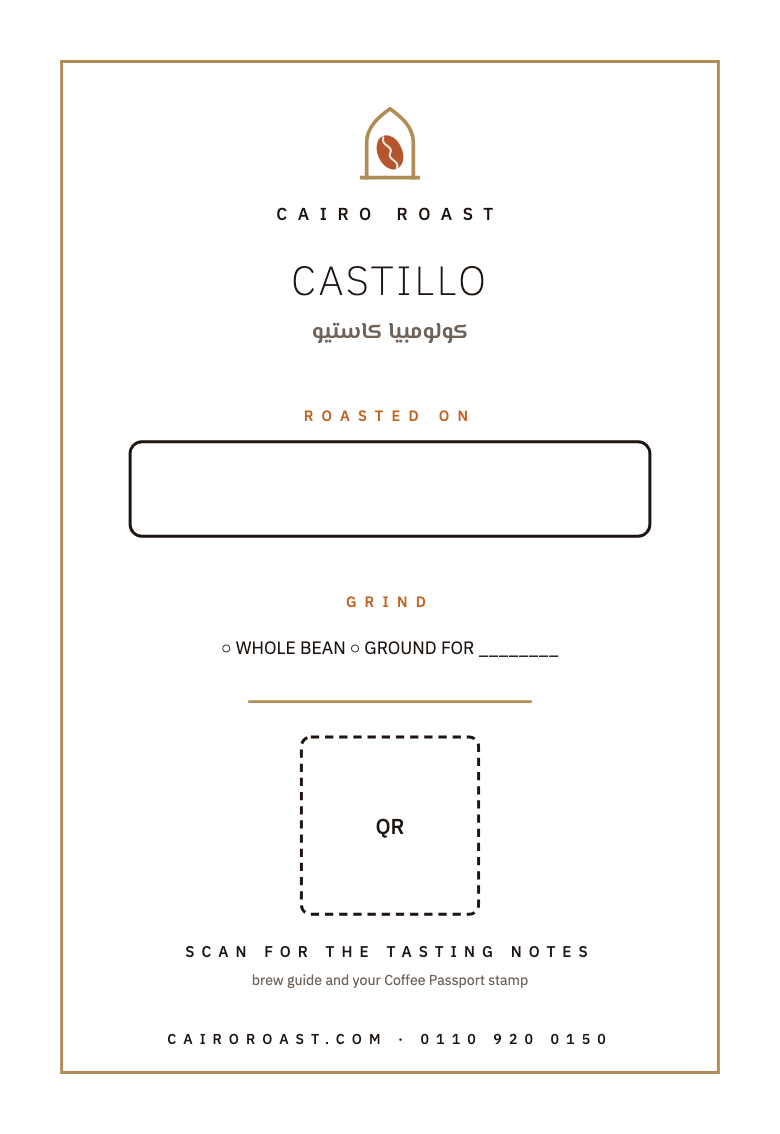 CAIRO ROAST
CASTILLO
كولومبيا كاستيو
ROASTED ON
GRIND
○ WHOLE BEAN ○ GROUND FOR ________
QR
SCAN FOR THE TASTING NOTES
brew guide and your Coffee Passport stamp
CAIROROAST.COM · 0110 920 0150